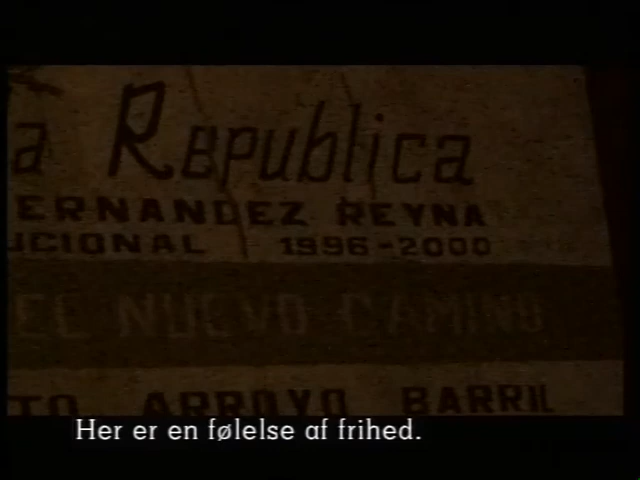 a Republica
ERNANDEZ REYNA
UCIONAL 1996-2000
EL NUEVO CAMINO
TO ARROYO BARRIL
Her er en følelse af frihed.